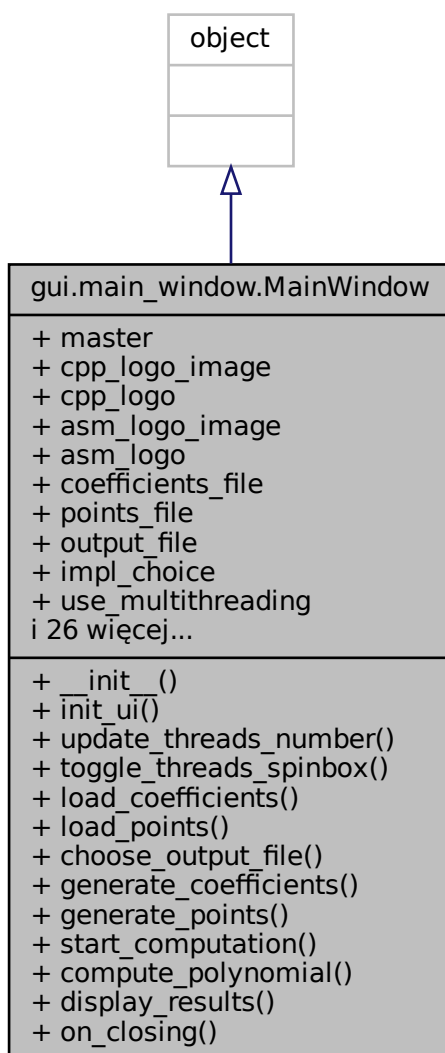 object
gui.main_window.MainWindow
+ master
+ cpp_logo_image
+ cpp_logo
+ asm_logo_image
+ asm_logo
+ coefficients_file
+ points_file
+ output_file
+ impl_choice
+ use_multithreading
i 26 więcej...
+ __init__()
+ init_ui()
+ update_threads_number()
+ toggle_threads_spinbox()
+ load_coefficients()
+ load_points()
+ choose_output_file()
+ generate_coefficients()
+ generate_points()
+ start_computation()
+ compute_polynomial()
+ display_results()
+ on_closing()